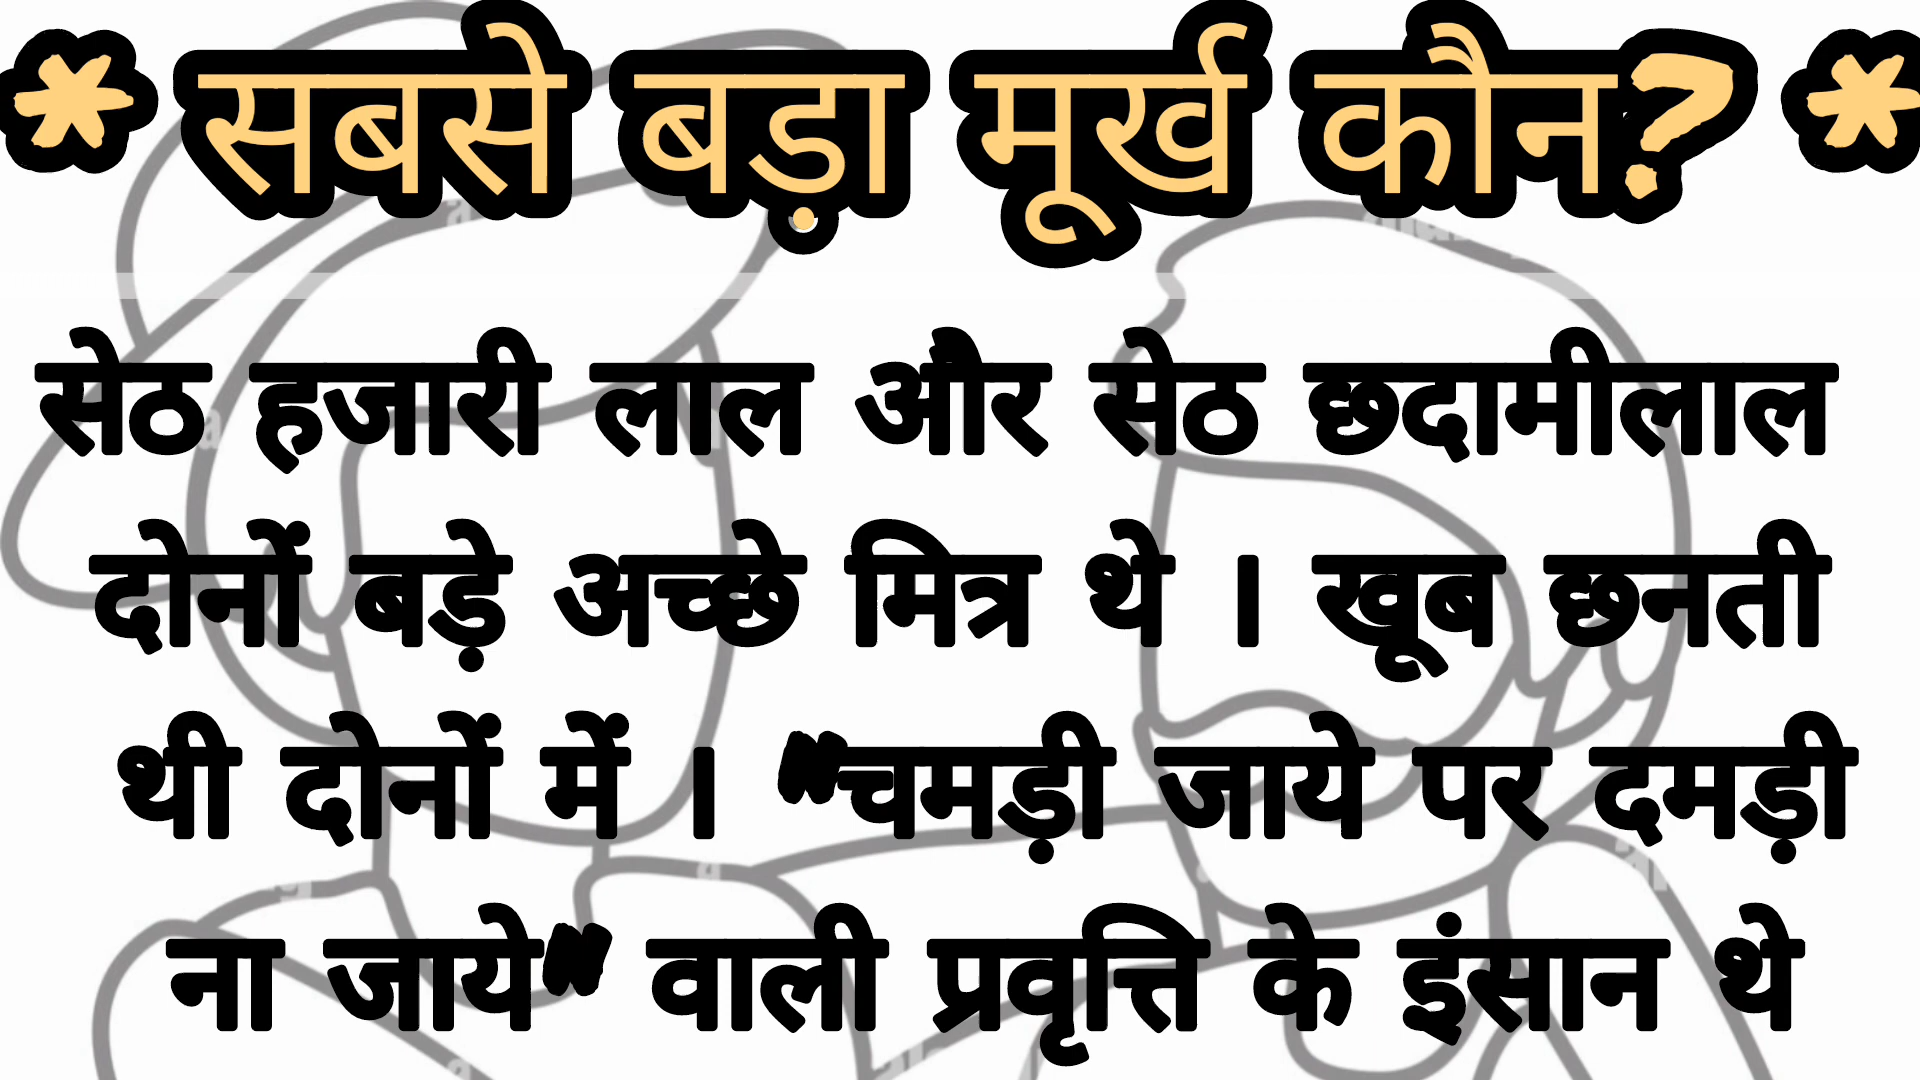 * सबसे बड़ा मूर्ख कौन? *
सेठ हजारी लाल और सेठ छदामीलाल
दोनों बड़े अच्छे मित्र थे । खूब छनती
थी दोनों में । "चमड़ी जाये पर दमड़ी
ना जाये" वाली प्रवृत्ति के इंसान थे